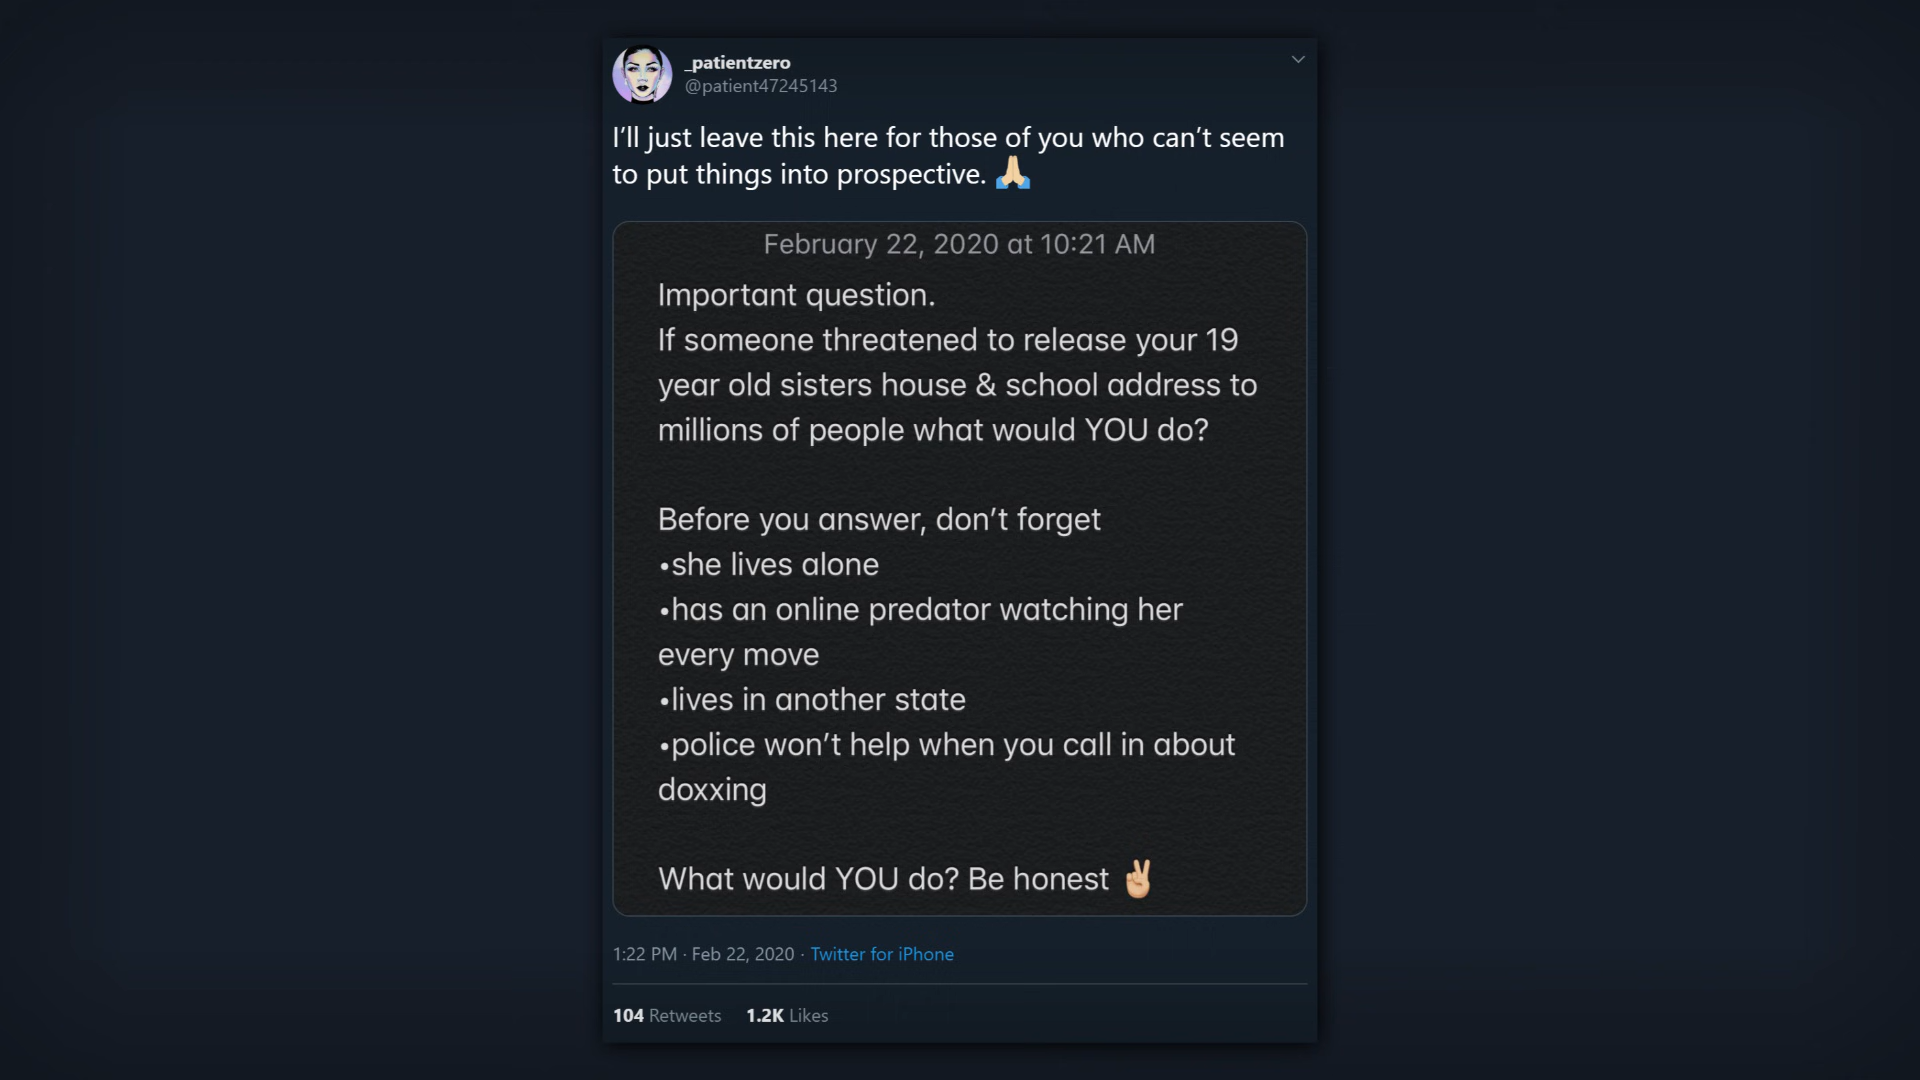 _patientzero
@patient47245143
I’ll just leave this here for those of you who can’t seem
to put things into prospective. 🙏🏼
February 22, 2020 at 10:21 AM
Important question.
If someone threatened to release your 19
year old sisters house & school address to
millions of people what would YOU do?
Before you answer, don’t forget
•she lives alone
•has an online predator watching her
every move
•lives in another state
•police won’t help when you call in about
doxxing
What would YOU do? Be honest ✌🏼
1:22 PM · Feb 22, 2020 · Twitter for iPhone
104 Retweets 1.2K Likes